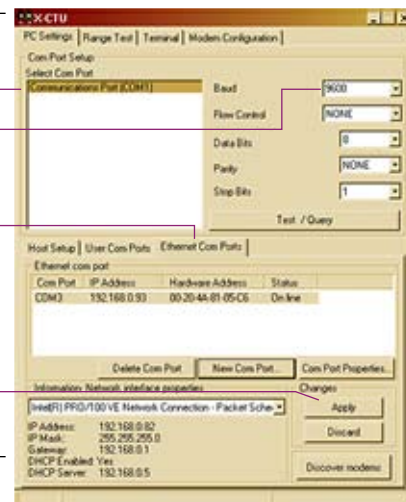 X-CTU
PC Settings Range Test Terminal Modem Configuration
Com Port Setup
Select Com Port
Communications Port (COM1)
Baud 9600
Flow Control NONE
Data Bits 8
Parity NONE
Stop Bits 1
Test / Query
Host Setup User Com Ports Ethernet Com Ports
Ethernet com port
Com Port IP Address Hardware Address Status
COM3 192.168.0.93 00-20-4A-81-05-C6 On line
Delete Com Port New Com Port... Com Port Properties...
Information: Network interface properties
Changes
Intel(R) PRO/100 VE Network Connection - Packet Sche
Apply
IP Address: 192.168.0.82
IP Mask: 255.255.255.0
Discard
Gateway: 192.168.0.1
DHCP Enabled: Yes
DHCP Server: 192.168.0.5
Discover modems